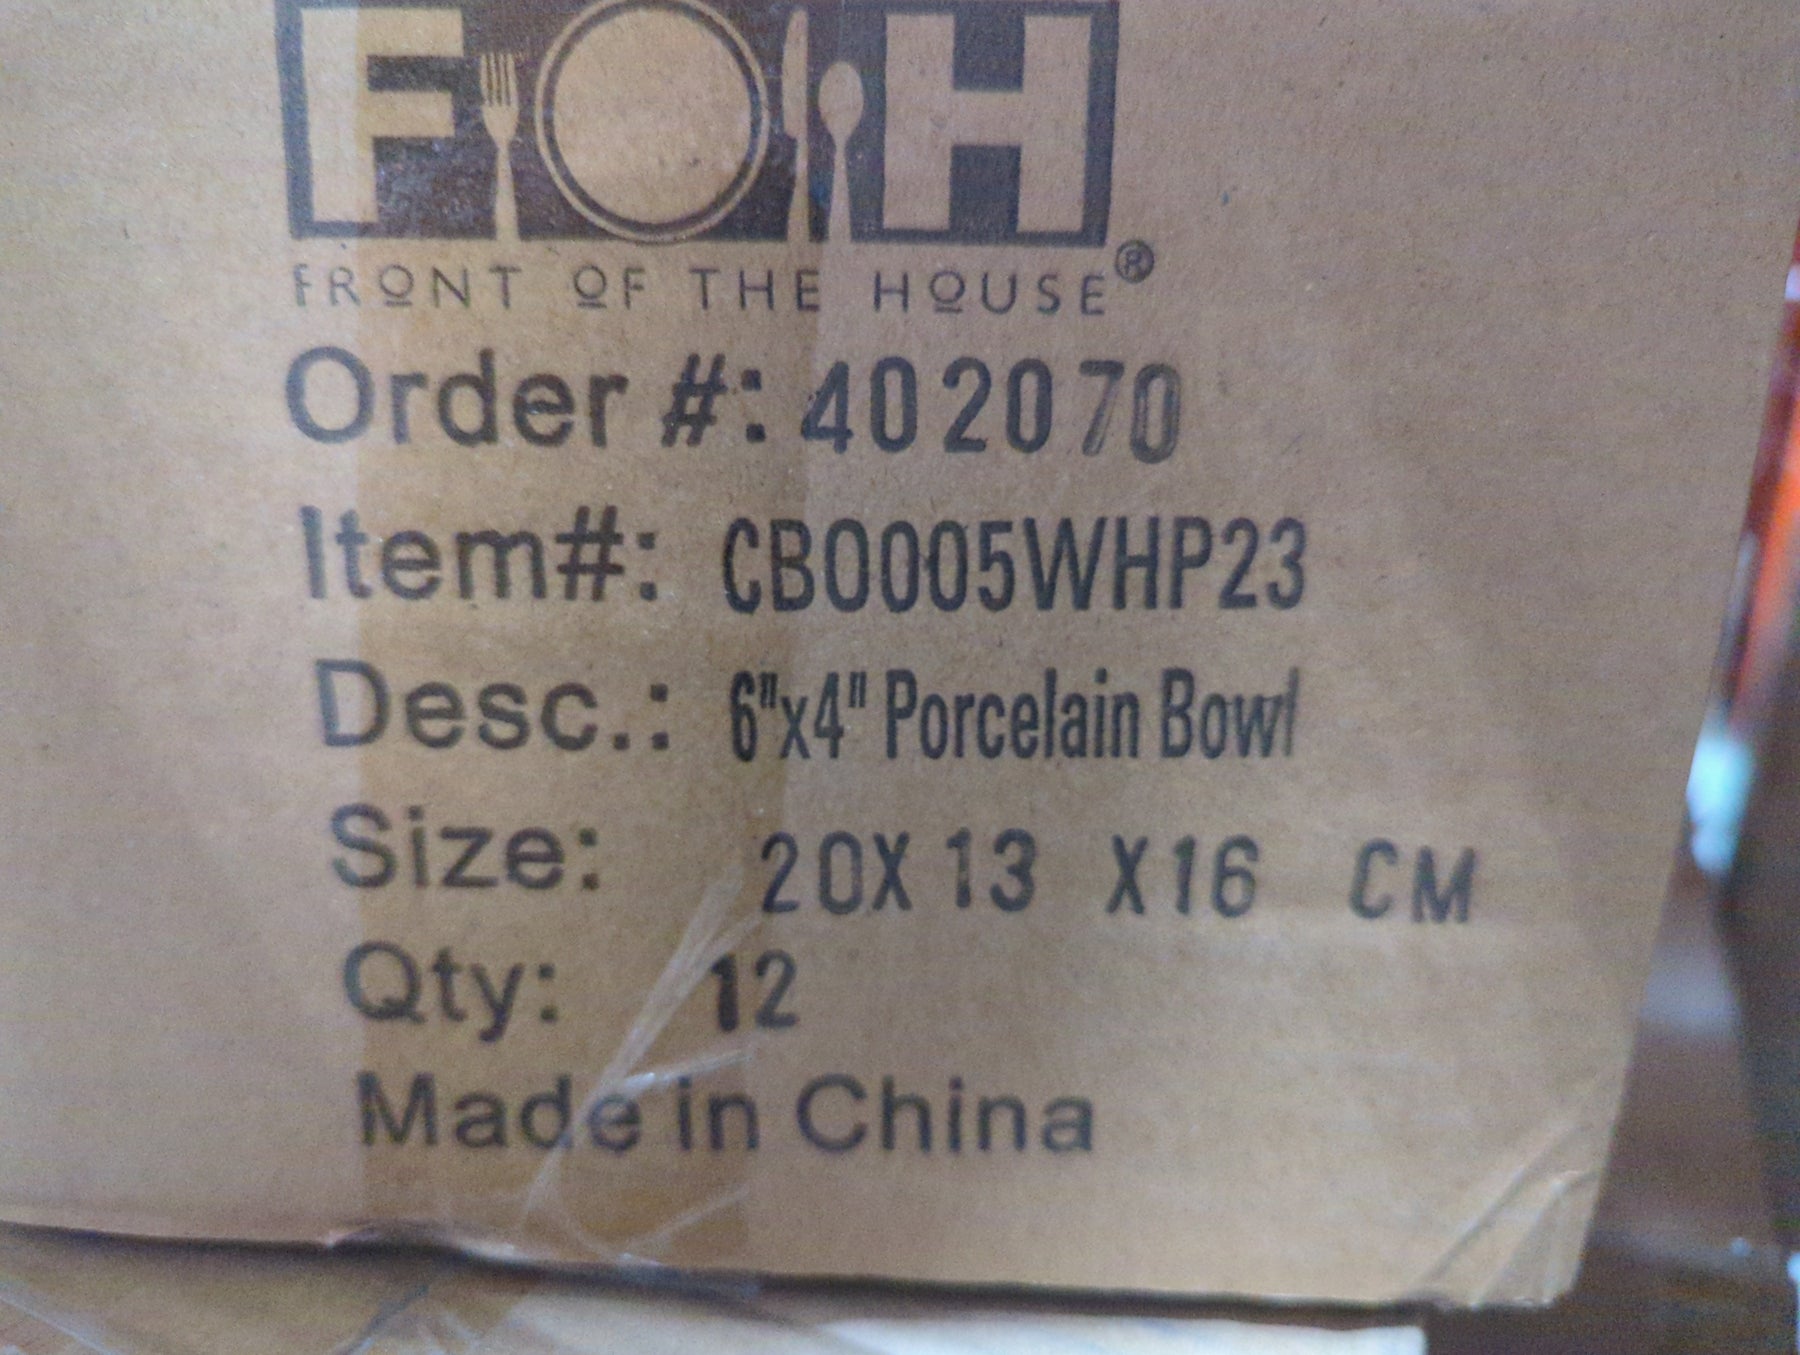 FOH
FRONT OF THE HOUSE®
Order #: 402070
Item#: CBO005WHP23
Desc.: 6"x4" Porcelain Bowl
Size: 20X 13 X16 CM
Qty: 12
Made in China